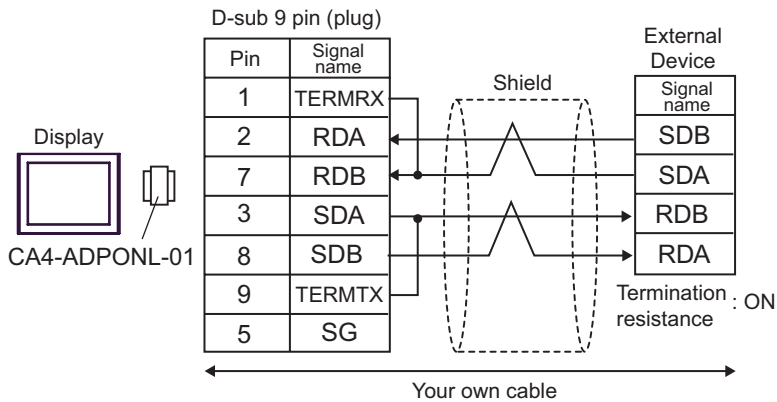 D-sub 9 pin (plug)
Pin Signal name
1 TERMRX
2 RDA
7 RDB
3 SDA
8 SDB
9 TERMTX
5 SG
Display
CA4-ADPONL-01
Shield
External
Device
Signal name
SDB
SDA
RDB
RDA
Termination resistance : ON
Your own cable